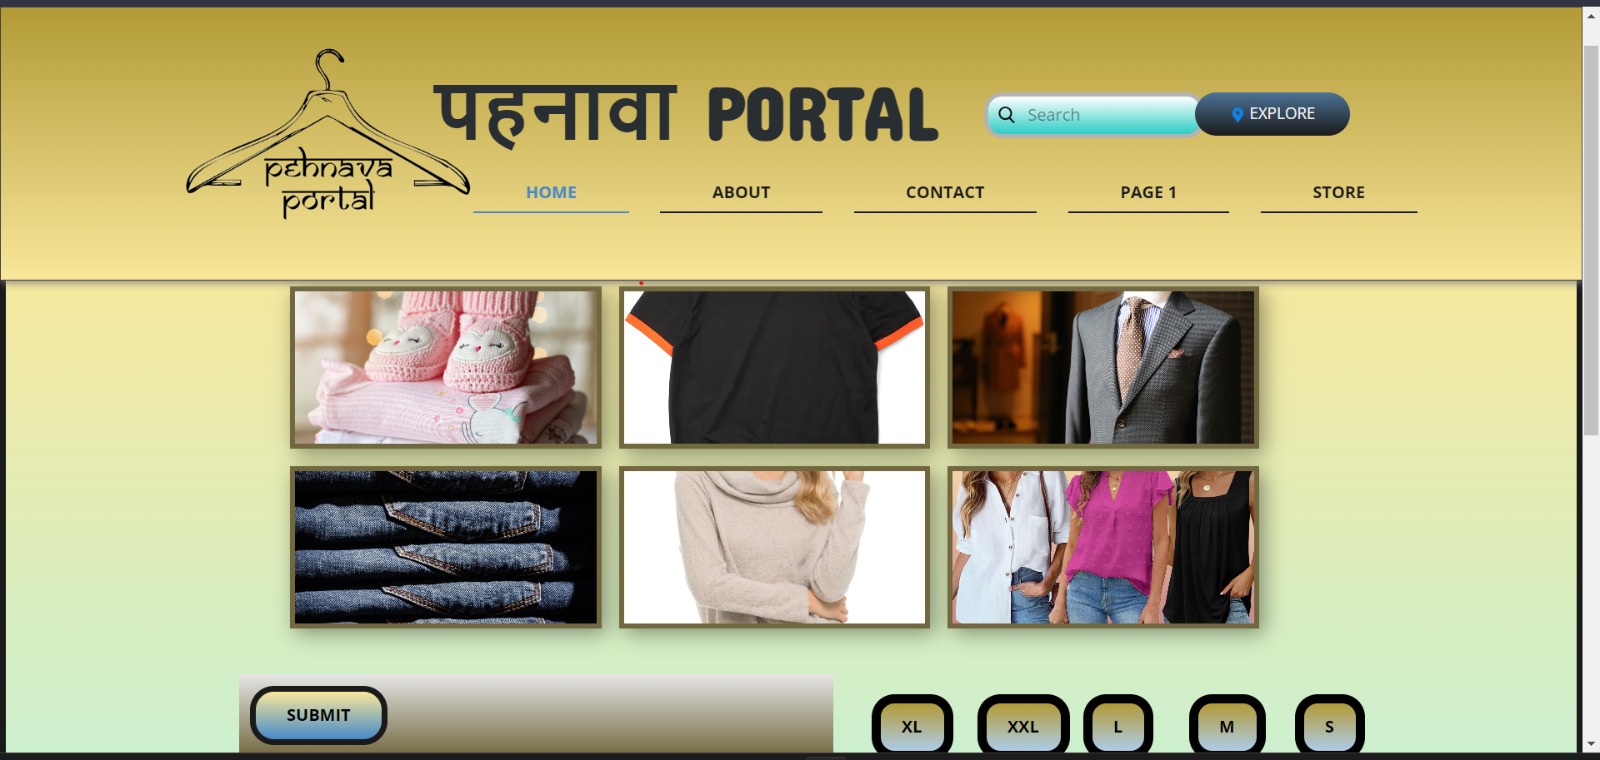 पहनावा PORTAL
Search
EXPLORE
pehnava
portal
HOME
ABOUT
CONTACT
PAGE 1
STORE
SUBMIT
XL
XXL
L
M
S